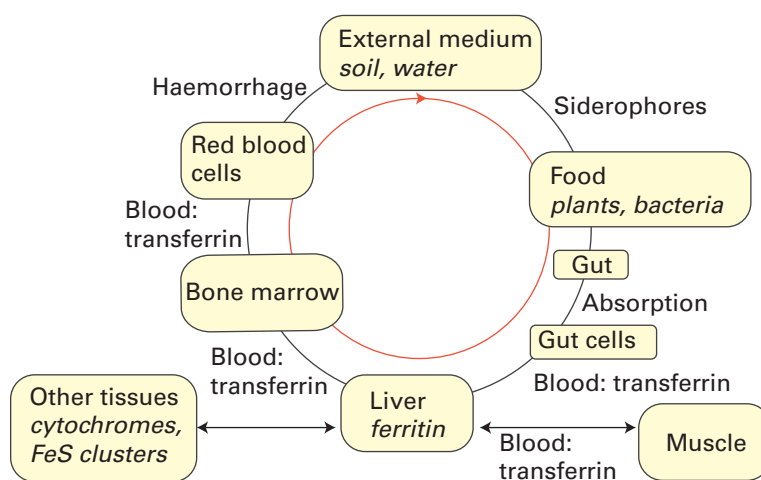 External medium
soil, water
Haemorrhage
Siderophores
Red blood
cells
Food
plants, bacteria
Blood:
transferrin
Gut
Bone marrow
Absorption
Gut cells
Blood:
transferrin
Blood: transferrin
Other tissues
cytochromes,
FeS clusters
Liver
ferritin
Blood:
transferrin
Muscle